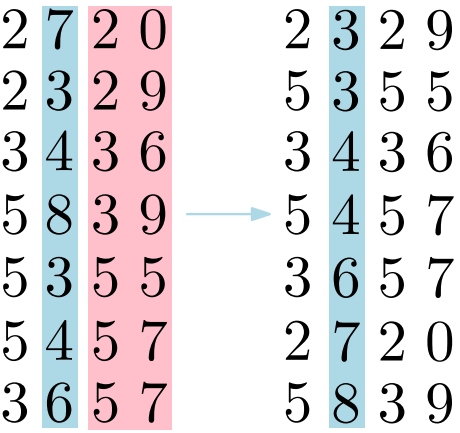 2 7 2 0 2 3 2 9
2 3 2 9 5 3 5 5
3 4 3 6 3 4 3 6
5 8 3 9 5 4 5 7
5 3 5 5 3 6 5 7
5 4 5 7 2 7 2 0
3 6 5 7 5 8 3 9